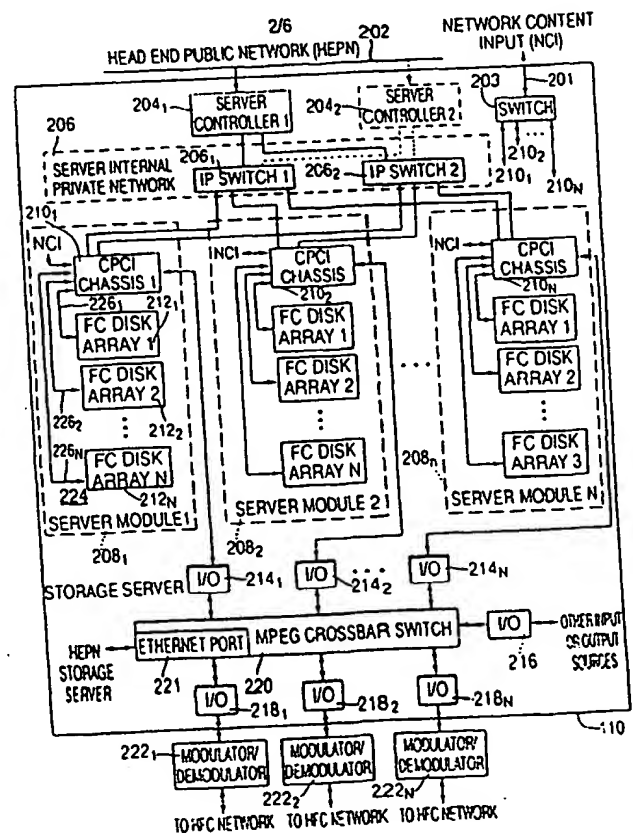 2/6
HEAD END PUBLIC NETWORK (HEPN)
202
NETWORK CONTENT
INPUT (NCI)
204₁
SERVER
CONTROLLER 1
204₂
SERVER
CONTROLLER 2
203
201
SWITCH
206
206₁
SERVER INTERNAL
PRIVATE NETWORK
IP SWITCH 1
206₂
IP SWITCH 2
210₂
210₁
210N
210₁
NCI
CPCI
CHASSIS 1
226₁
212₁
FC DISK
ARRAY 1
FC DISK
ARRAY 2
226₂
212₂
226N
224
FC DISK
ARRAY N
212N
SERVER MODULE 1
208₁
NCI
CPCI
CHASSIS
210₂
FC DISK
ARRAY 1
FC DISK
ARRAY 2
FC DISK
ARRAY N
SERVER MODULE 2
208₂
NCI
CPCI
CHASSIS
210N
FC DISK
ARRAY 1
FC DISK
ARRAY 2
FC DISK
ARRAY 3
208n
SERVER MODULE N
STORAGE SERVER
I/O
214₁
I/O
214₂
I/O
214N
HEPN
STORAGE
SERVER
ETHERNET PORT
MPEG CROSSBAR SWITCH
221
220
I/O
216
OTHER INPUT
OR OUTPUT
SOURCES
I/O
218₁
I/O
218₂
I/O
218N
110
222₁
MODULATOR/
DEMODULATOR
MODULATOR/
DEMODULATOR
222₂
MODULATOR/
DEMODULATOR
222N
TO HFC NETWORK
TO HFC NETWORK
TO HFC NETWORK